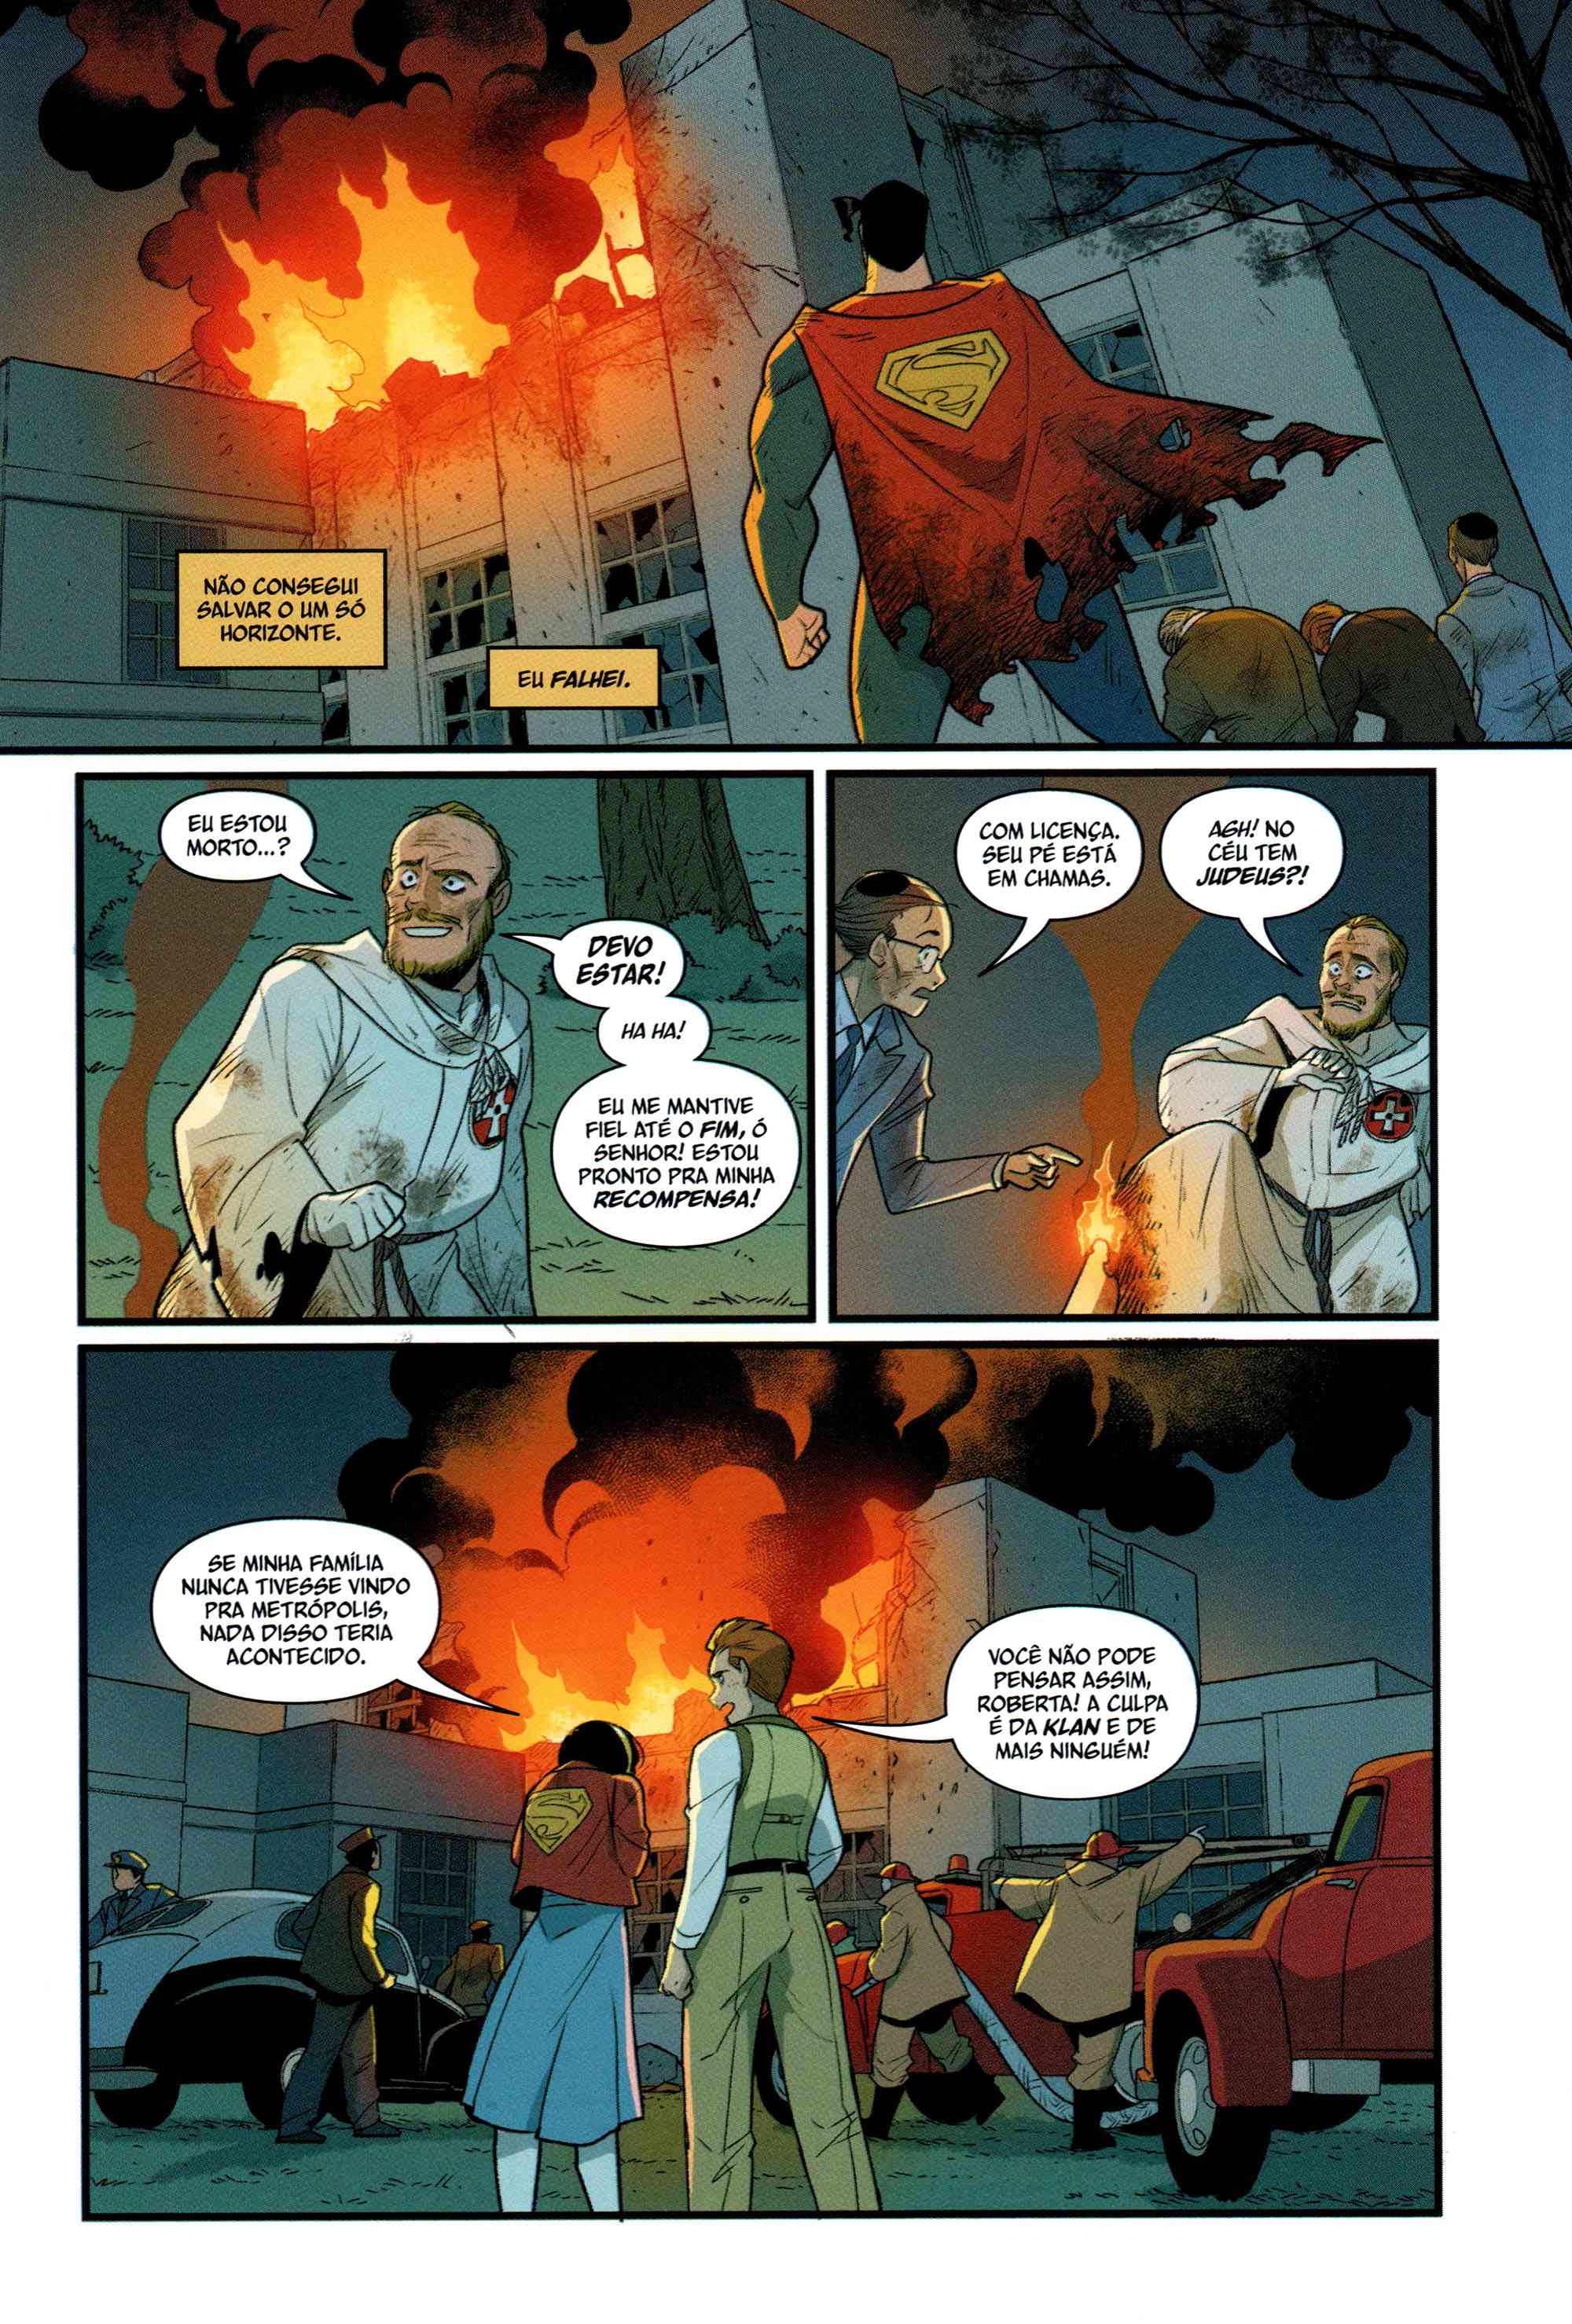 NÃO CONSEGUI
SALVAR O UM SÓ
HORIZONTE.
EU FALHEI.
EU ESTOU
MORTO...?
DEVO
ESTAR!
HA HA!
EU ME MANTIVE
FIEL ATÉ O FIM, Ó
SENHOR! ESTOU
PRONTO PRA MINHA
RECOMPENSA!
COM LICENÇA.
SEU PÉ ESTÁ
EM CHAMAS.
AGH! NO
CÉU TEM
JUDEUS?!
SE MINHA FAMÍLIA
NUNCA TIVESSE VINDO
PRA METRÓPOLIS,
NADA DISSO TERIA
ACONTECIDO.
VOCÊ NÃO PODE
PENSAR ASSIM,
ROBERTA! A CULPA
É DA KLAN E DE
MAIS NINGUÉM!